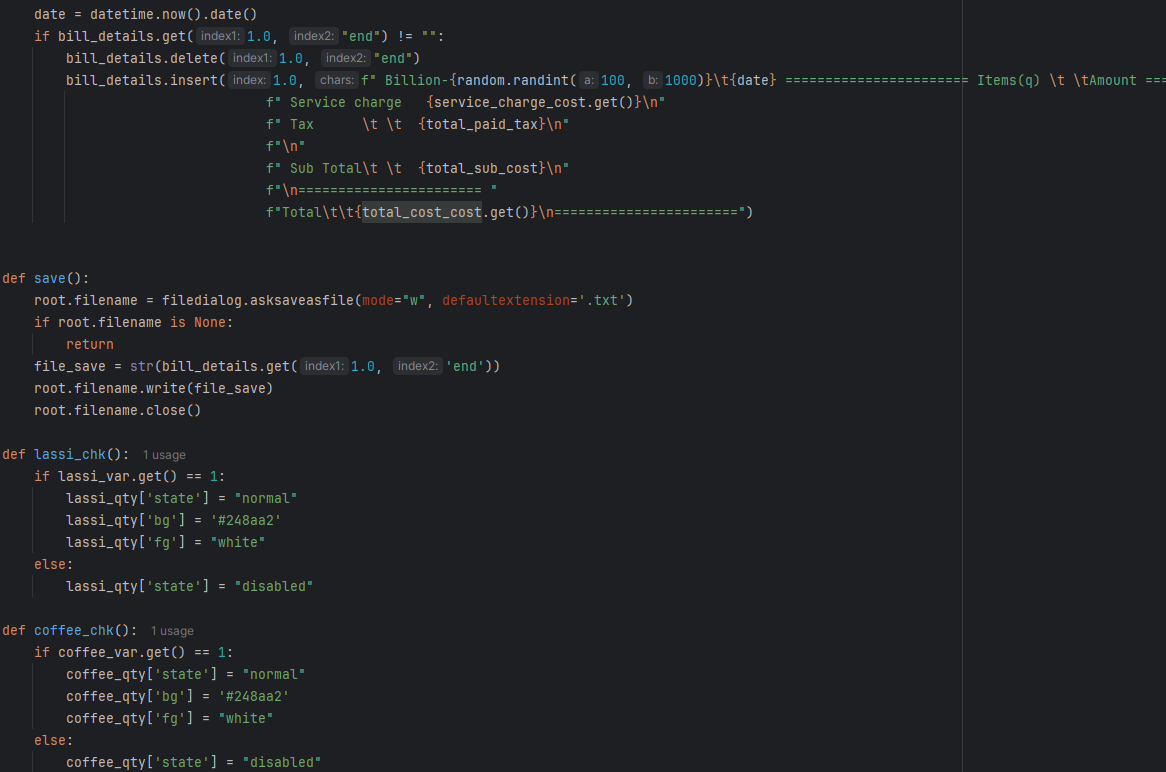 date = datetime.now().date()
    if bill_details.get( index1: 1.0, index2: "end") != "":
        bill_details.delete( index1: 1.0, index2: "end")
        bill_details.insert( index: 1.0, chars: f" Billion-{random.randint( a: 100, b: 1000)}\t{date} ======================= Items(q) \t \tAmount ===
                                 f" Service charge   {service_charge_cost.get()}\n"
                                 f" Tax      \t \t  {total_paid_tax}\n"
                                 f"\n"
                                 f" Sub Total\t \t  {total_sub_cost}\n"
                                 f"\n======================= "
                                 f"Total\t\t{total_cost_cost.get()}\n=======================")
def save():
    root.filename = filedialog.asksaveasfile(mode="w", defaultextension='.txt')
    if root.filename is None:
        return
    file_save = str(bill_details.get( index1: 1.0, index2: 'end'))
    root.filename.write(file_save)
    root.filename.close()
def lassi_chk(): 1 usage
    if lassi_var.get() == 1:
        lassi_qty['state'] = "normal"
        lassi_qty['bg'] = '#248aa2'
        lassi_qty['fg'] = "white"
    else:
        lassi_qty['state'] = "disabled"
def coffee_chk(): 1 usage
    if coffee_var.get() == 1:
        coffee_qty['state'] = "normal"
        coffee_qty['bg'] = '#248aa2'
        coffee_qty['fg'] = "white"
    else:
        coffee_qty['state'] = "disabled"